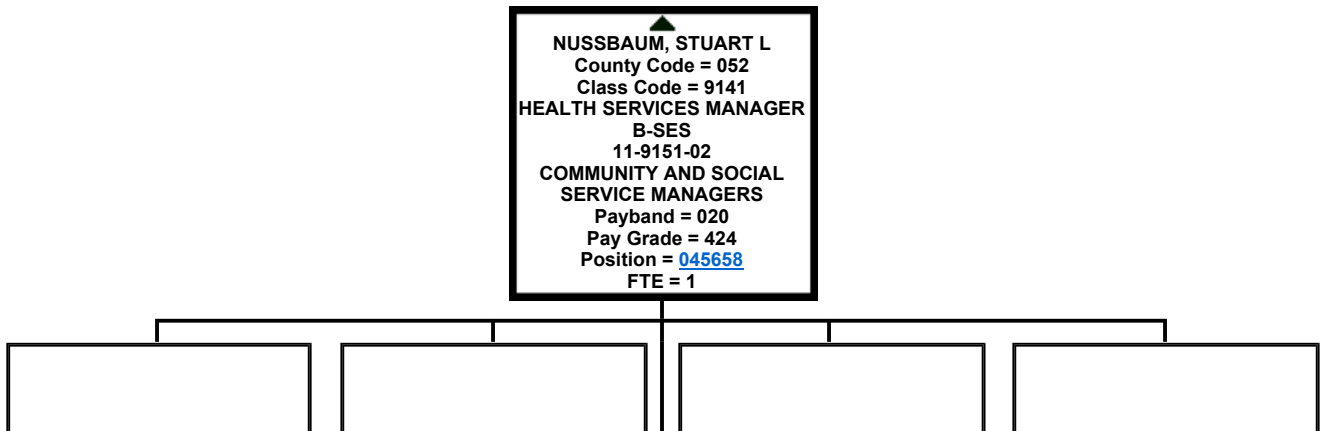 NUSSBAUM, STUART L
County Code = 052
Class Code = 9141
HEALTH SERVICES MANAGER
B-SES
11-9151-02
COMMUNITY AND SOCIAL
SERVICE MANAGERS
Payband = 020
Pay Grade = 424
Position = 045658
FTE = 1